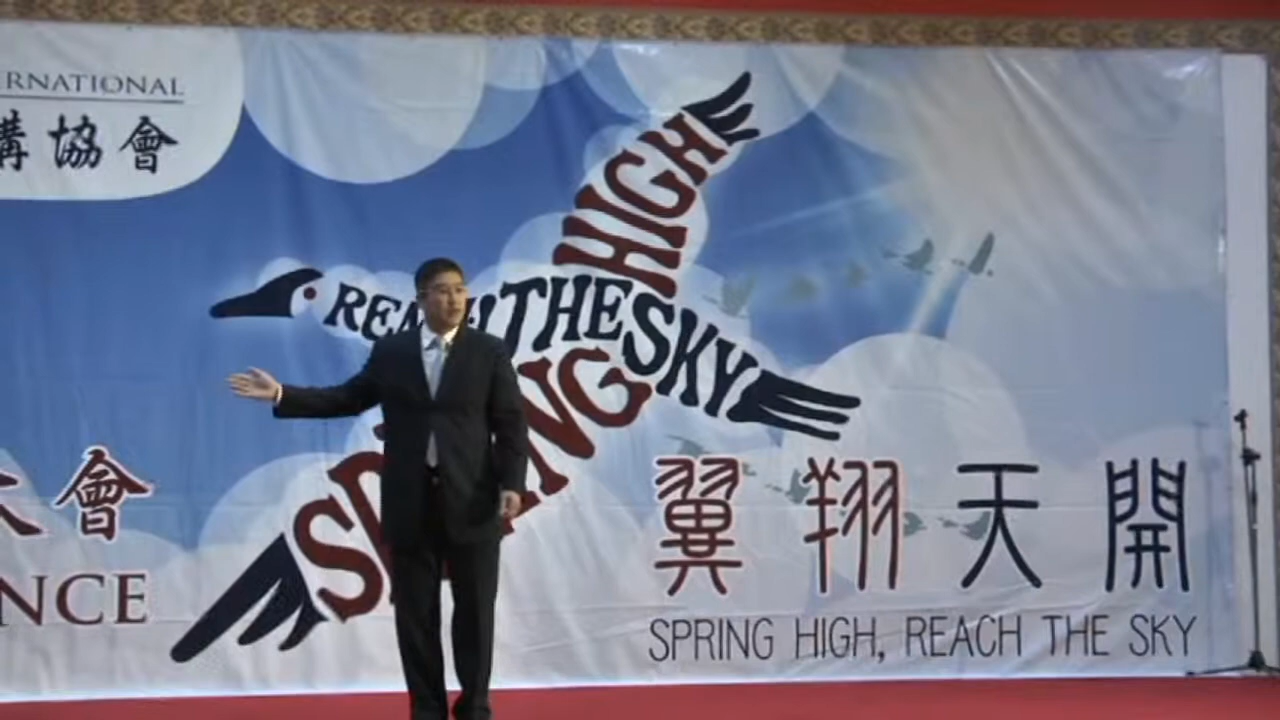 RNATIONAL
講協會
HIGH
REACH THE SKY
SPRING
大會
NCE
翼翔天開
SPRING HIGH, REACH THE SKY